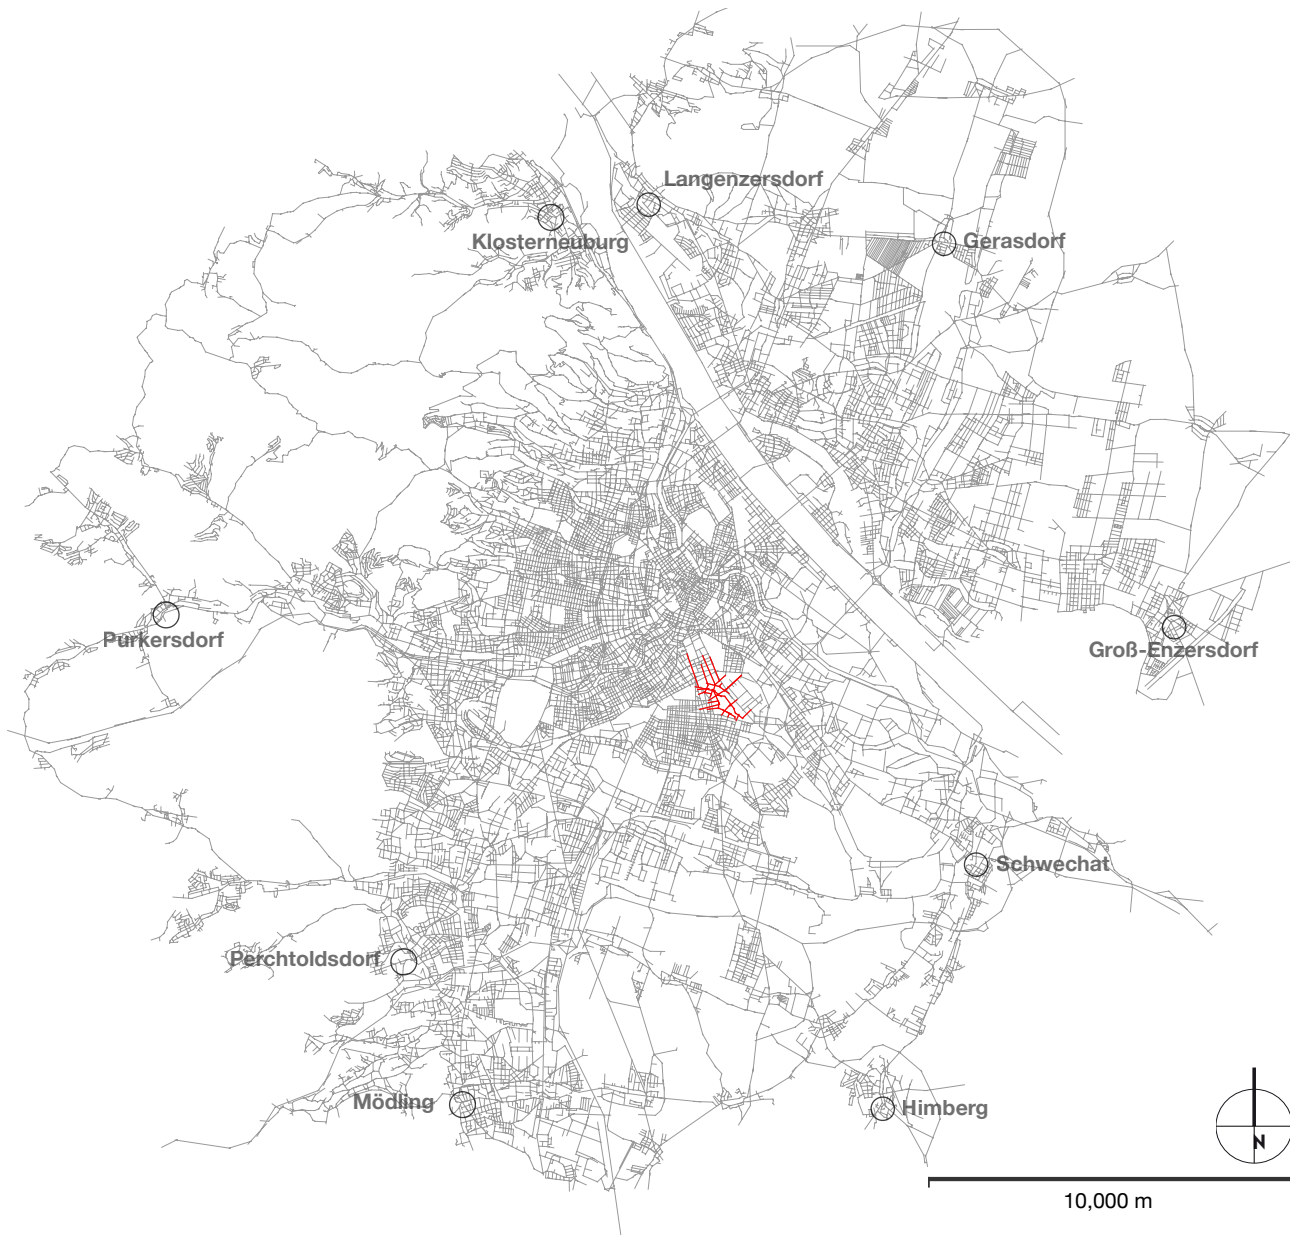 Langenzersdorf
Klosterneuburg
Gerasdorf
Purkersdorf
Groß-Enzersdorf
Schwechat
Perchtoldsdorf
Mödling
Himberg
N
10,000 m